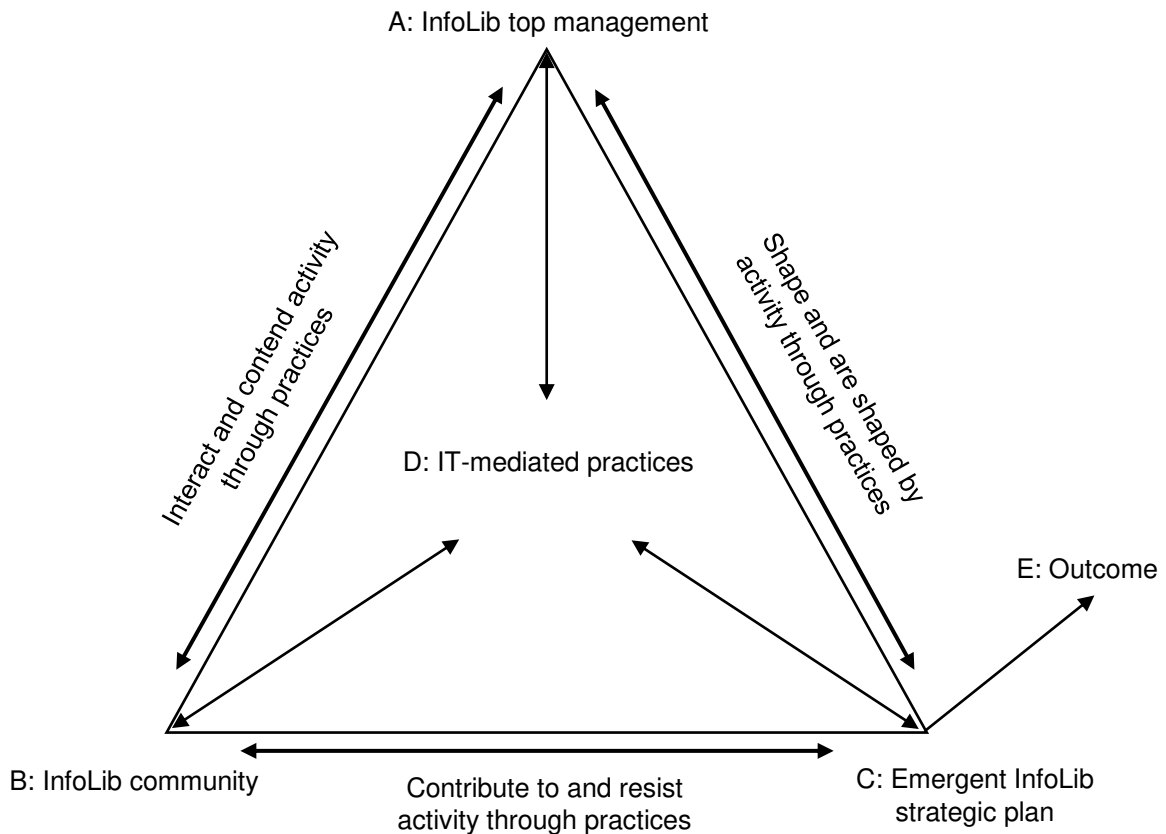 A: InfoLib top management
Interact and contend activity
through practices
Shape and are shaped by
activity through practices
D: IT-mediated practices
E: Outcome
B: InfoLib community
Contribute to and resist
activity through practices
C: Emergent InfoLib
strategic plan